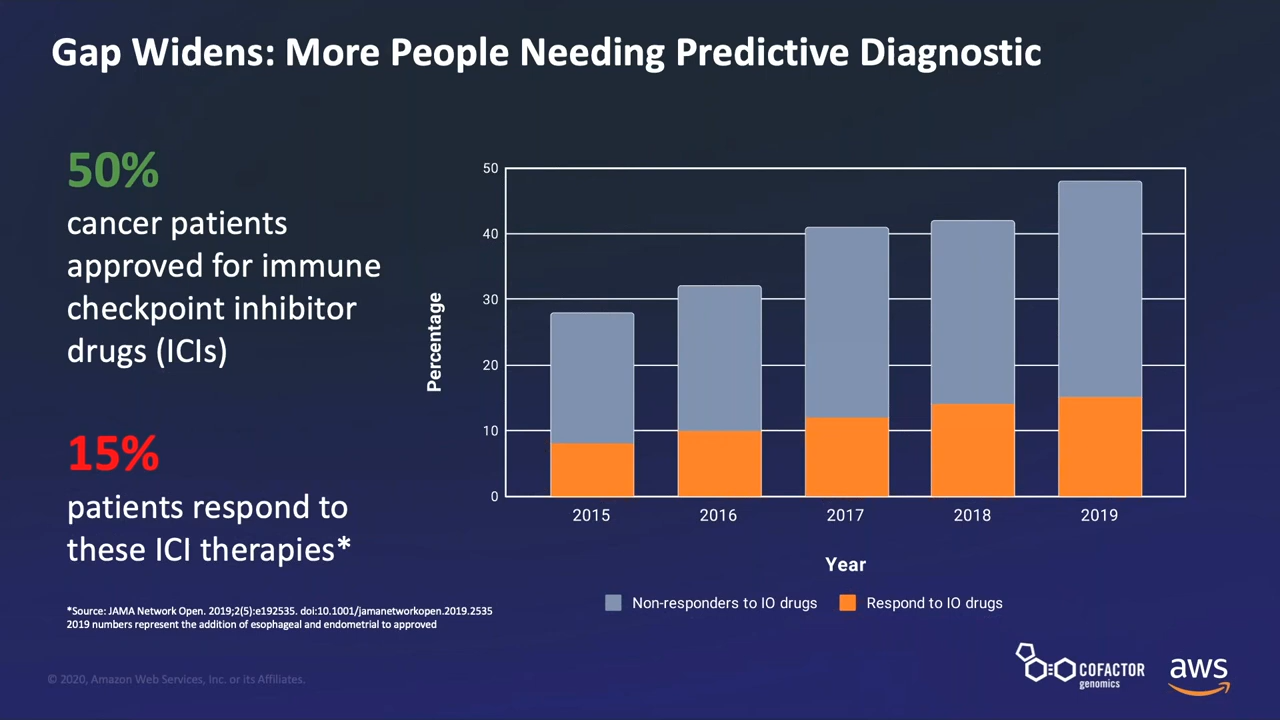 Gap Widens: More People Needing Predictive Diagnostic
50%
cancer patients
approved for immune
checkpoint inhibitor
drugs (ICIs)
15%
patients respond to
these ICI therapies*
*Source: JAMA Network Open. 2019;2(5):e192535. doi:10.1001/jamanetworkopen.2019.2535
2019 numbers represent the addition of esophageal and endometrial to approved
Percentage
50
40
30
20
10
0
2015 2016 2017 2018 2019
Year
Non-responders to IO drugs Respond to IO drugs
© 2020, Amazon Web Services, Inc. or its Affiliates.
COFACTOR
genomics
aws